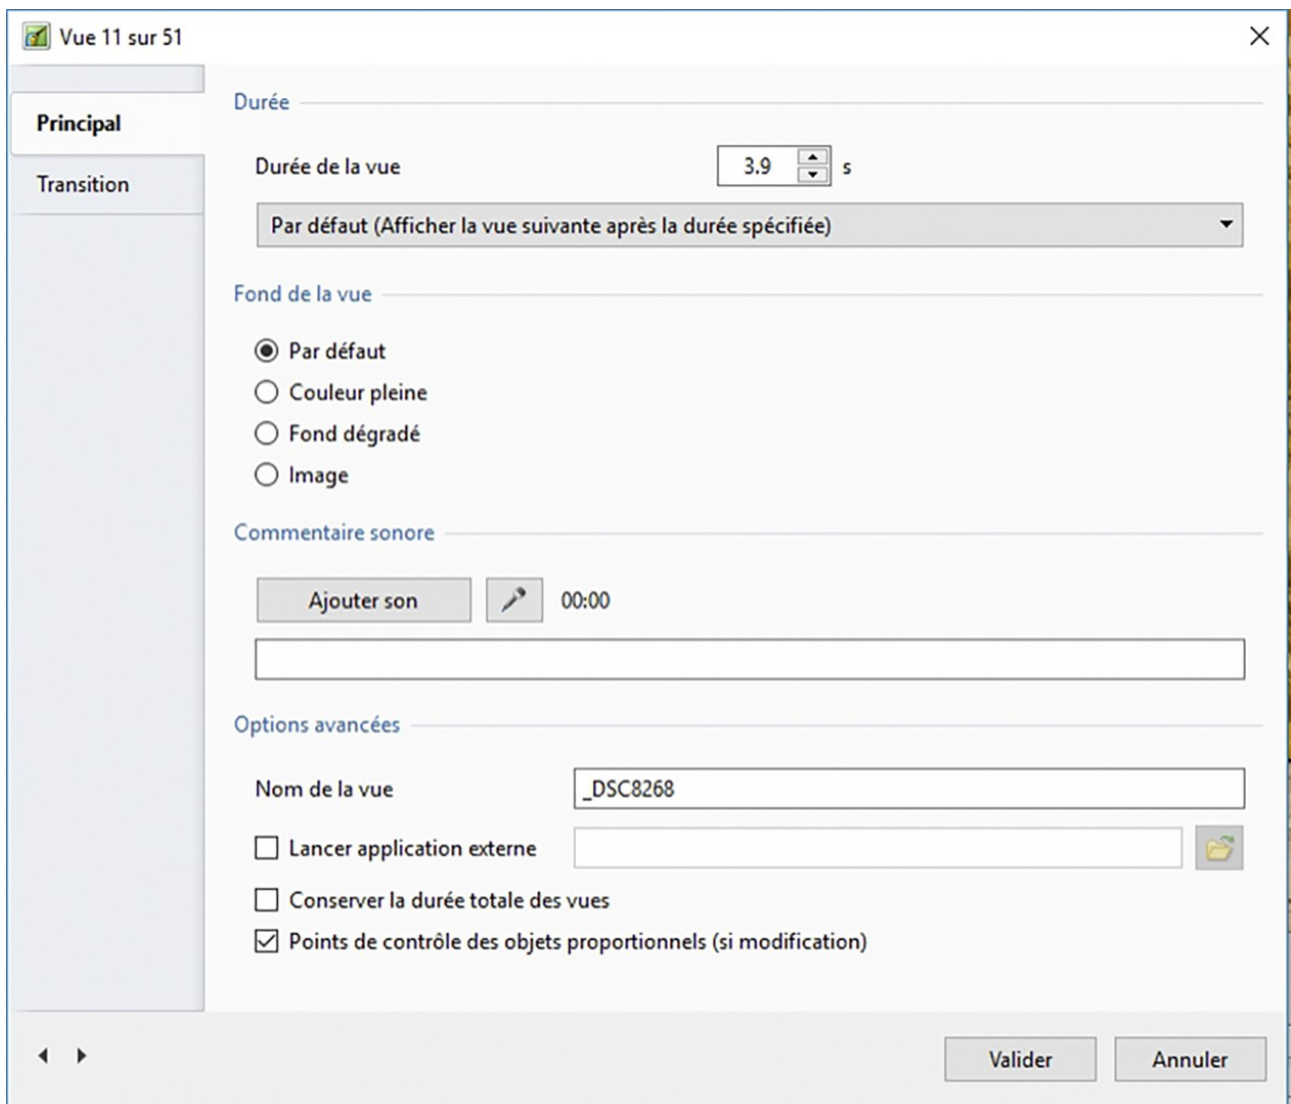 Vue 11 sur 51
Principal
Transition
Durée
Durée de la vue 3.9 s
Par défaut (Afficher la vue suivante après la durée spécifiée)
Fond de la vue
Par défaut
Couleur pleine
Fond dégradé
Image
Commentaire sonore
Ajouter son 00:00
Options avancées
Nom de la vue _DSC8268
Lancer application externe
Conserver la durée totale des vues
Points de contrôle des objets proportionnels (si modification)
Valider Annuler